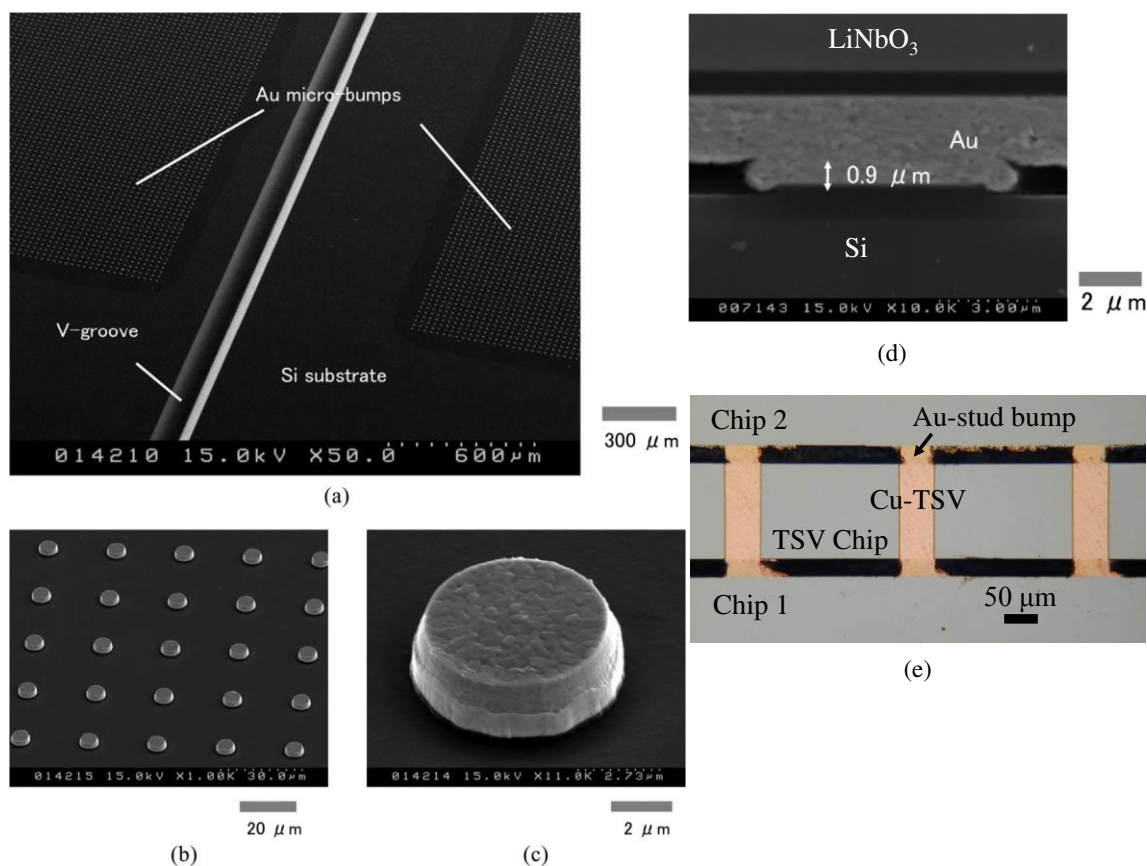 Au micro-bumps
V-groove
Si substrate
014210 15.0kV X50.0 600μm
300 μm
(a)
LiNbO3
Au
0.9 μm
Si
007143 15.0kV X10.0K 3.00μm
2 μm
(d)
014215 15.0kV X1.00K 30.0μm
20 μm
(b)
014214 15.0kV X11.0K 2.73μm
2 μm
(c)
Chip 2
Au-stud bump
Cu-TSV
TSV Chip
Chip 1
50 μm
(e)